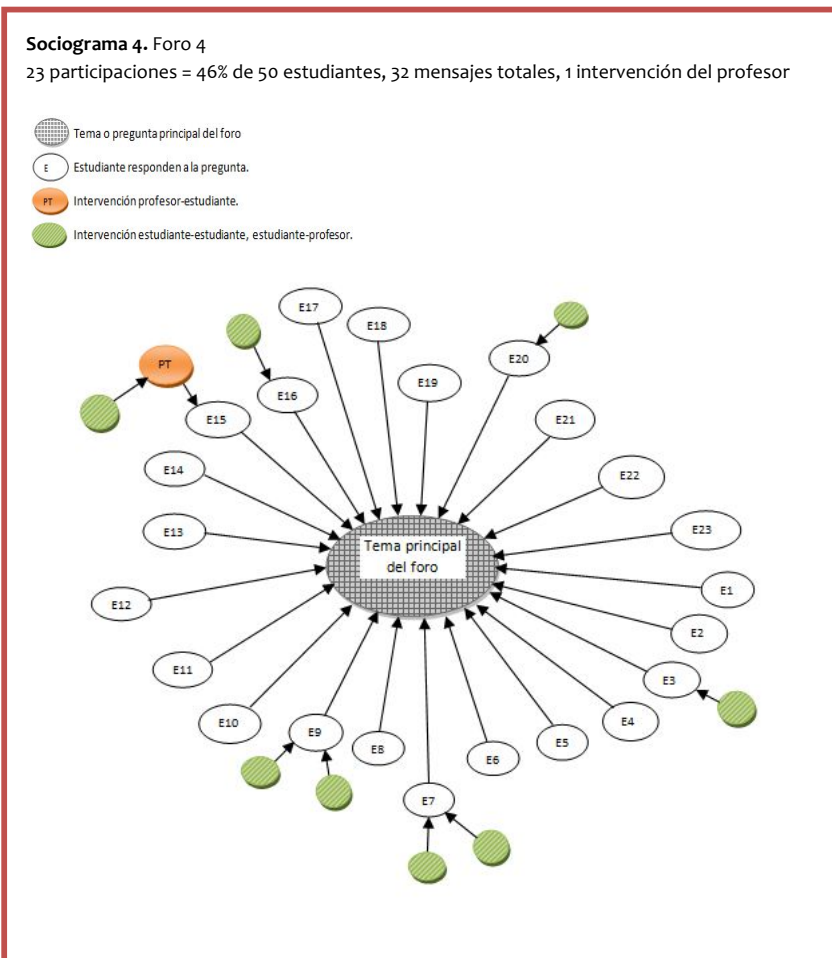 Sociograma 4. Foro 4
23 participaciones = 46% de 50 estudiantes, 32 mensajes totales, 1 intervención del profesor
Tema o pregunta principal del foro
E Estudiante responden a la pregunta.
PT Intervención profesor-estudiante.
Intervención estudiante-estudiante, estudiante-profesor.
E17
E18
E20
PT
E19
E16
E15
E21
E14
E22
E13
E23
Tema principal
del foro
E12
E1
E2
E11
E3
E10
E4
E9
E8
E5
E6
E7